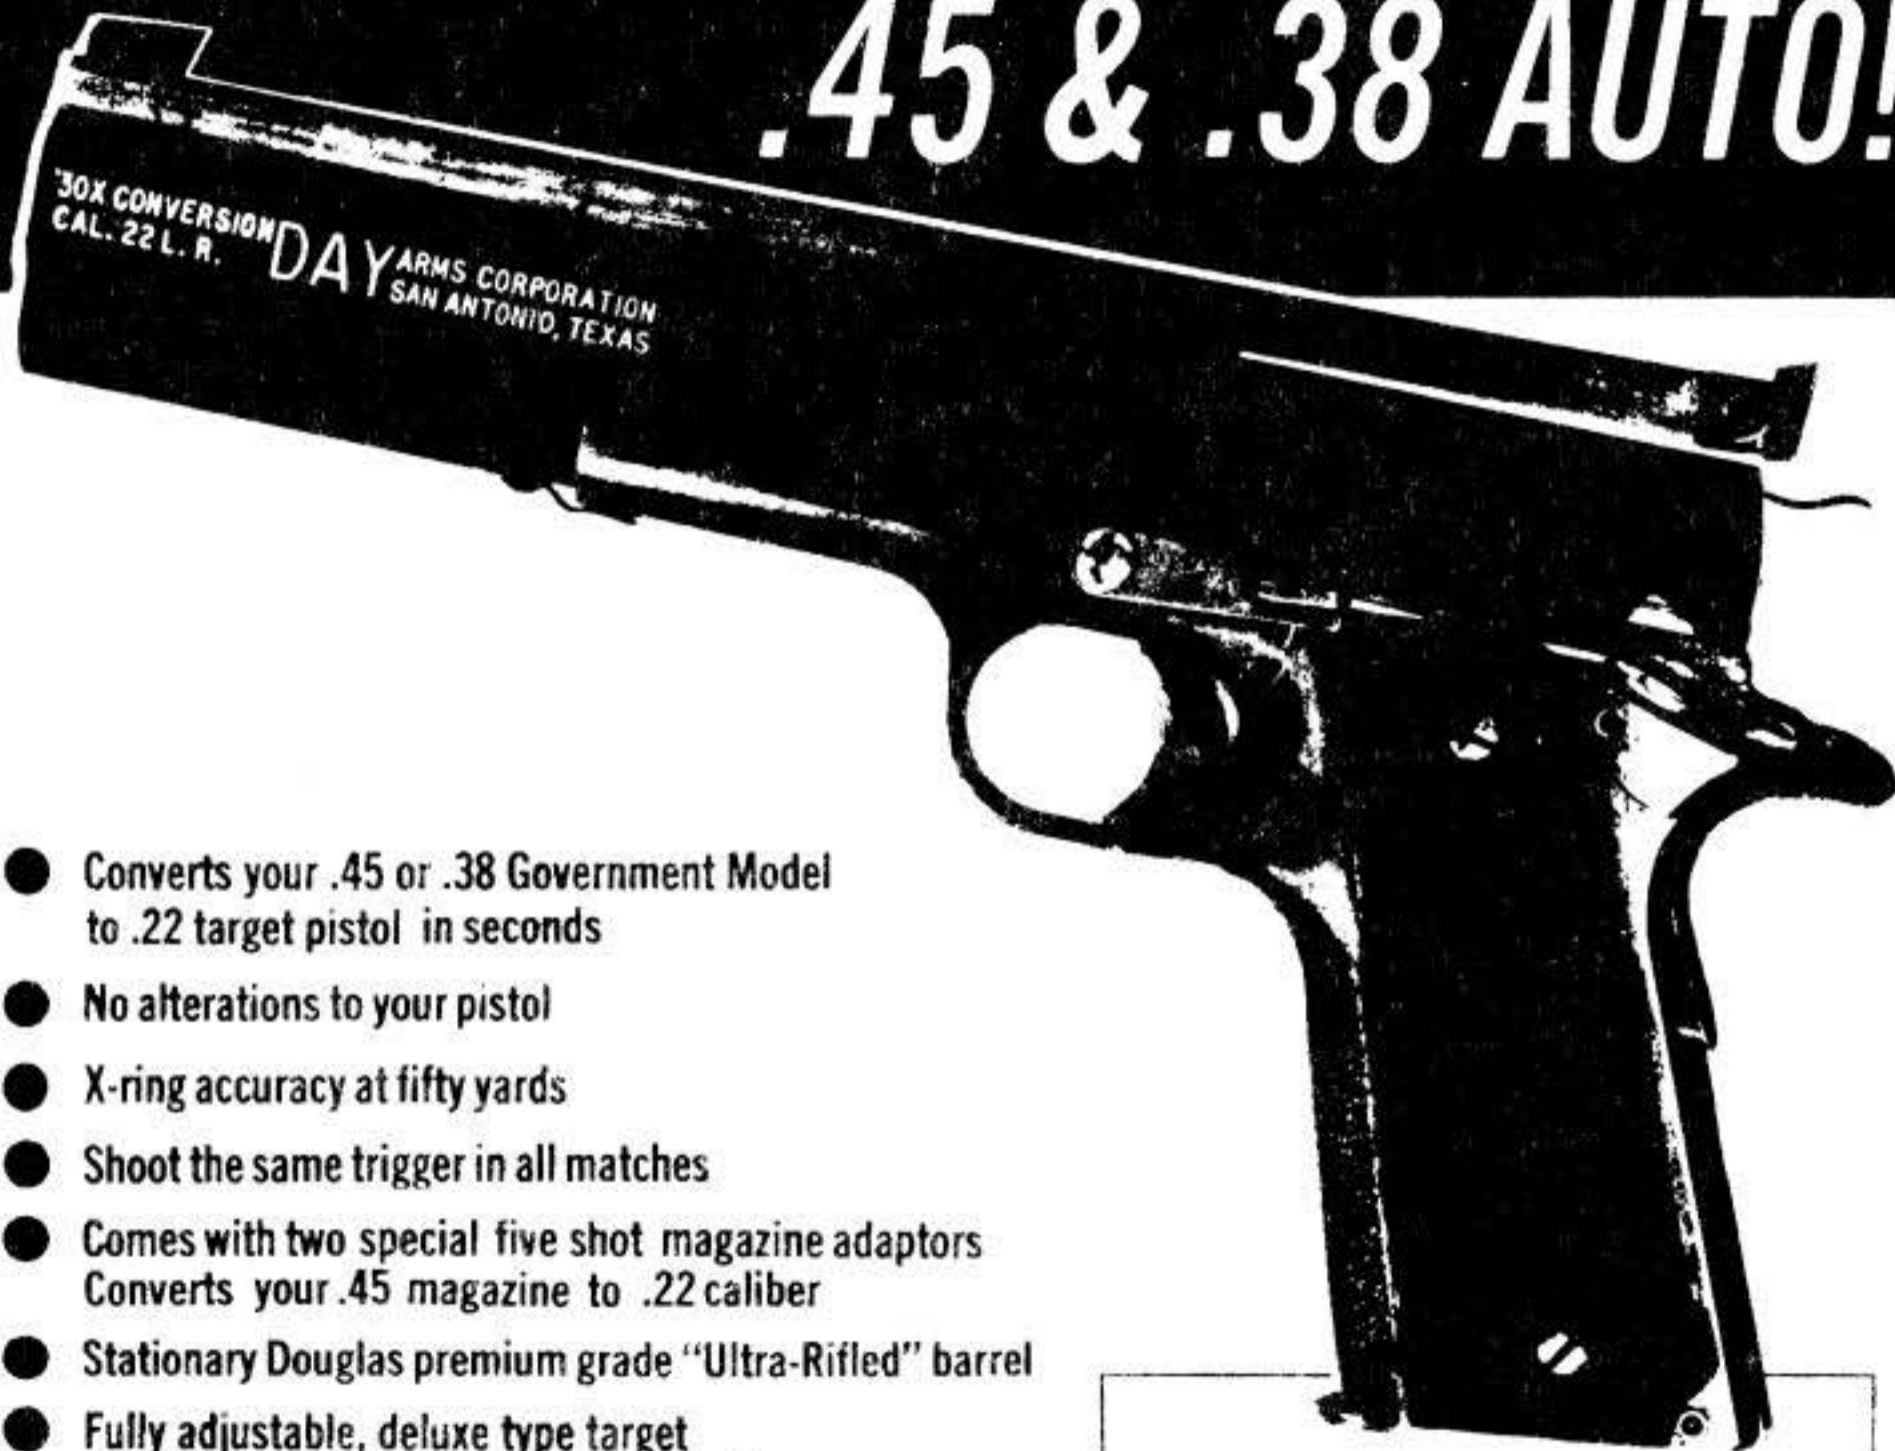 .45 & .38 AUTO!
'30X CONVERSION
CAL. 22 L. R.
DAY
ARMS CORPORATION
SAN ANTONIO, TEXAS
● Converts your .45 or .38 Government Model
to .22 target pistol in seconds
● No alterations to your pistol
● X-ring accuracy at fifty yards
● Shoot the same trigger in all matches
● Comes with two special five shot magazine adaptors
Converts your .45 magazine to .22 caliber
● Stationary Douglas premium grade "Ultra-Rifled" barrel
● Fully adjustable, deluxe type target